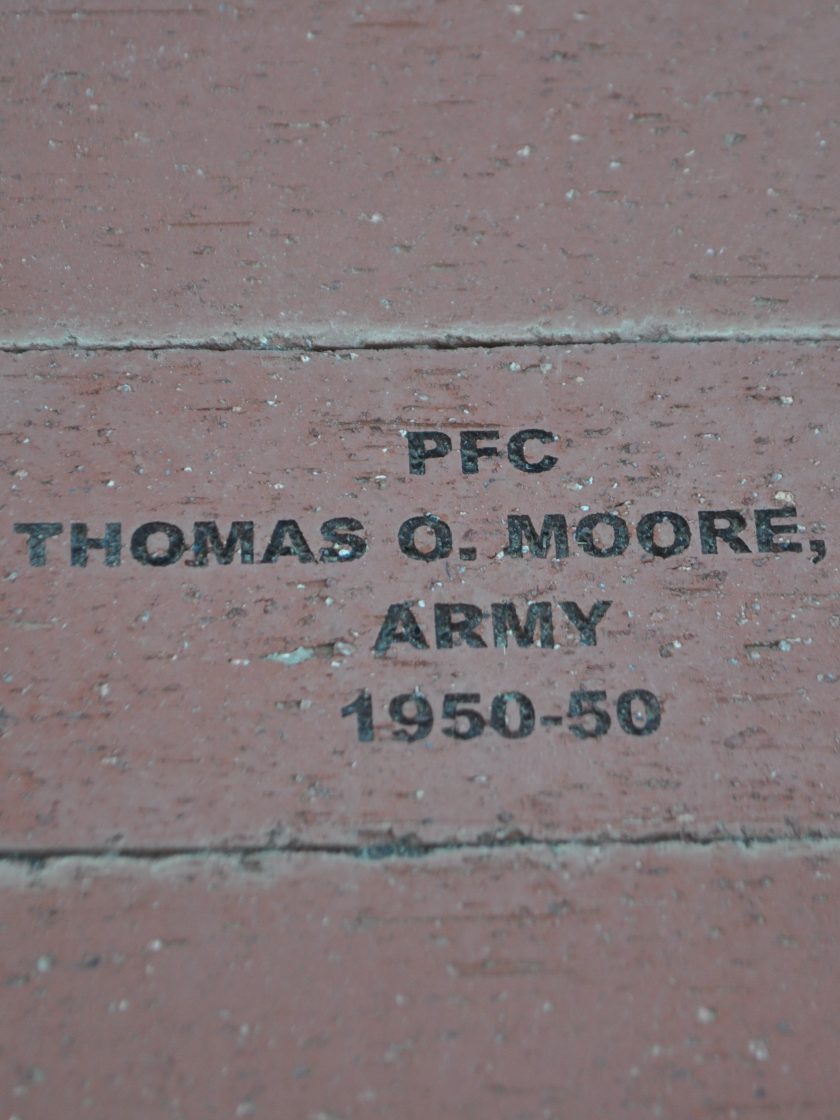 PFC
THOMAS O. MOORE,
ARMY
1950-50